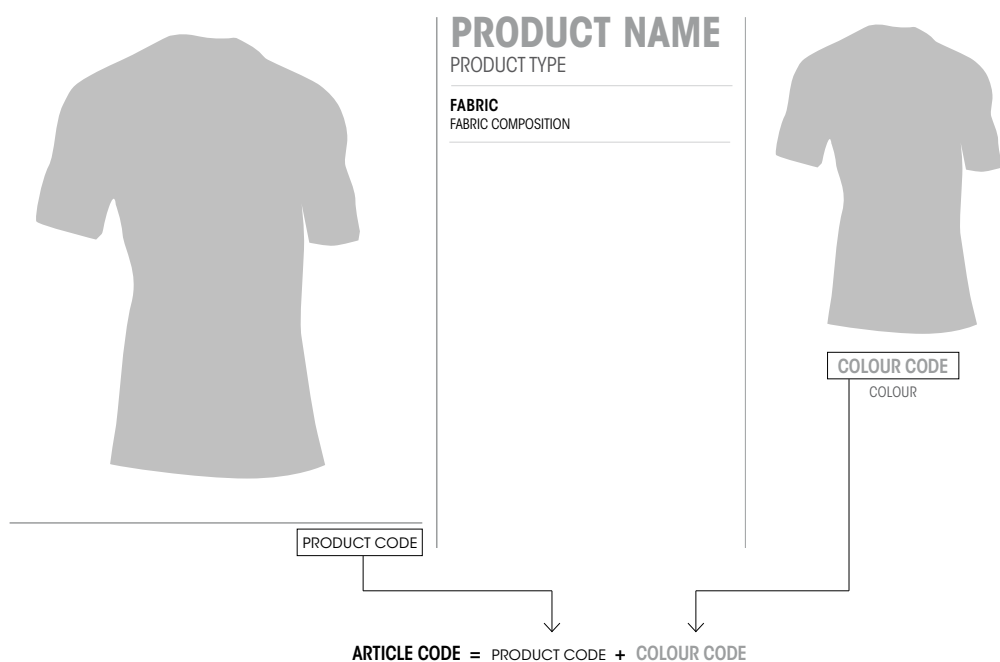 PRODUCT NAME
PRODUCT TYPE
FABRIC
FABRIC COMPOSITION
COLOUR CODE
COLOUR
PRODUCT CODE
ARTICLE CODE = PRODUCT CODE + COLOUR CODE